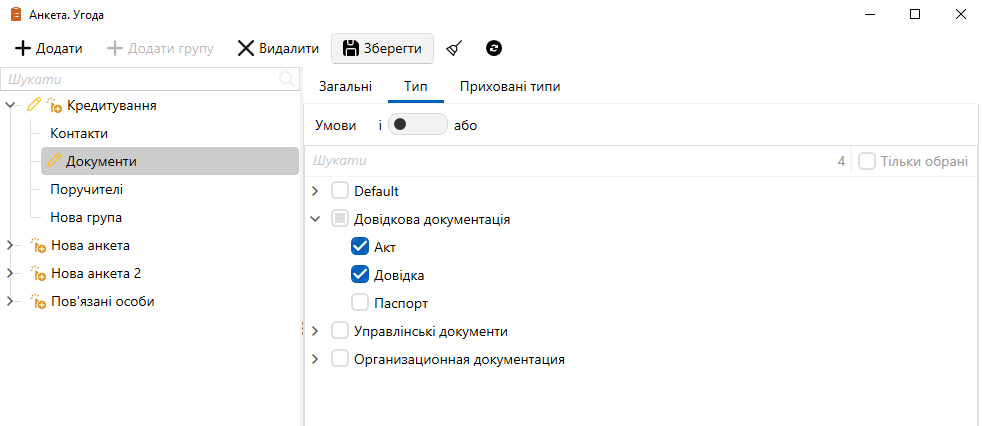 Анкета. Угода
Додати Додати групу Видалити Зберегти
Шукати
Кредитування
Контакти
Документи
Поручителі
Нова група
Нова анкета
Нова анкета 2
Пов'язані особи
Загальні Тип Приховані типи
Умови і або
Шукати 4 Тільки обрані
Default
Довідкова документація
Акт
Довідка
Паспорт
Управлінські документи
Организационная документация